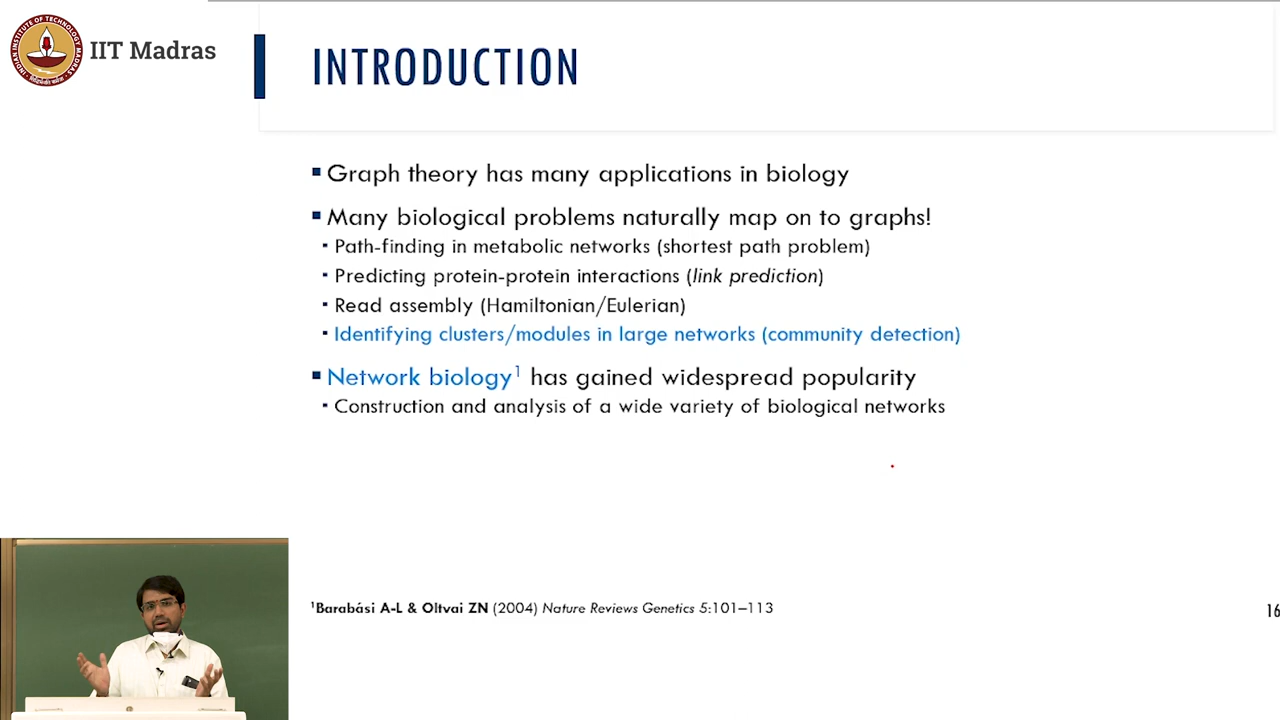 IIT Madras
INTRODUCTION
Graph theory has many applications in biology
Many biological problems naturally map on to graphs!
Path-finding in metabolic networks (shortest path problem)
Predicting protein-protein interactions (link prediction)
Read assembly (Hamiltonian/Eulerian)
Identifying clusters/modules in large networks (community detection)
Network biology¹ has gained widespread popularity
Construction and analysis of a wide variety of biological networks
¹Barabási A-L & Oltvai ZN (2004) Nature Reviews Genetics 5:101–113
16